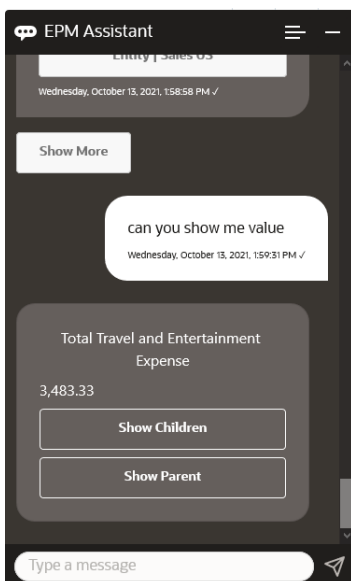 EPM Assistant
Entity | Sales US
Wednesday, October 13, 2021, 1:58:58 PM ✓
Show More
can you show me value
Wednesday, October 13, 2021, 1:59:31 PM ✓
Total Travel and Entertainment
Expense
3,483.33
Show Children
Show Parent
Type a message